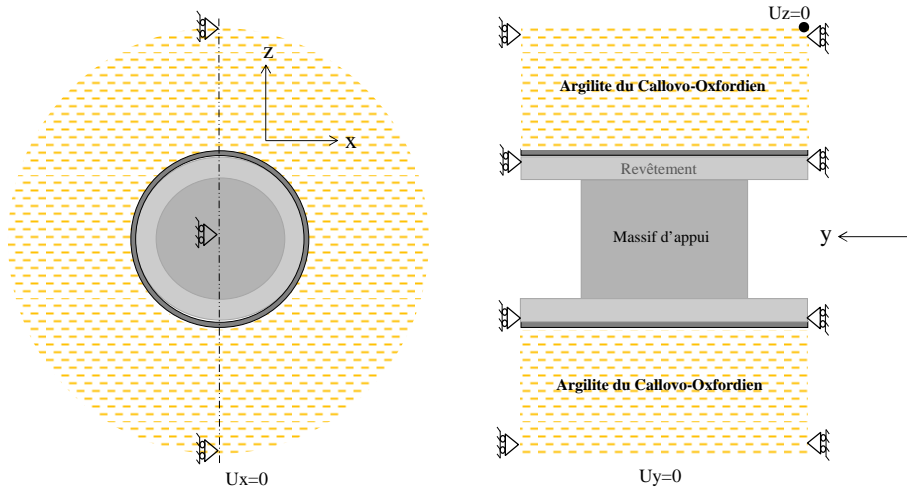 z
x
Ux=0
Uz=0
Argilite du Callovo-Oxfordien
Revêtement
Massif d’appui
y
Argilite du Callovo-Oxfordien
Uy=0